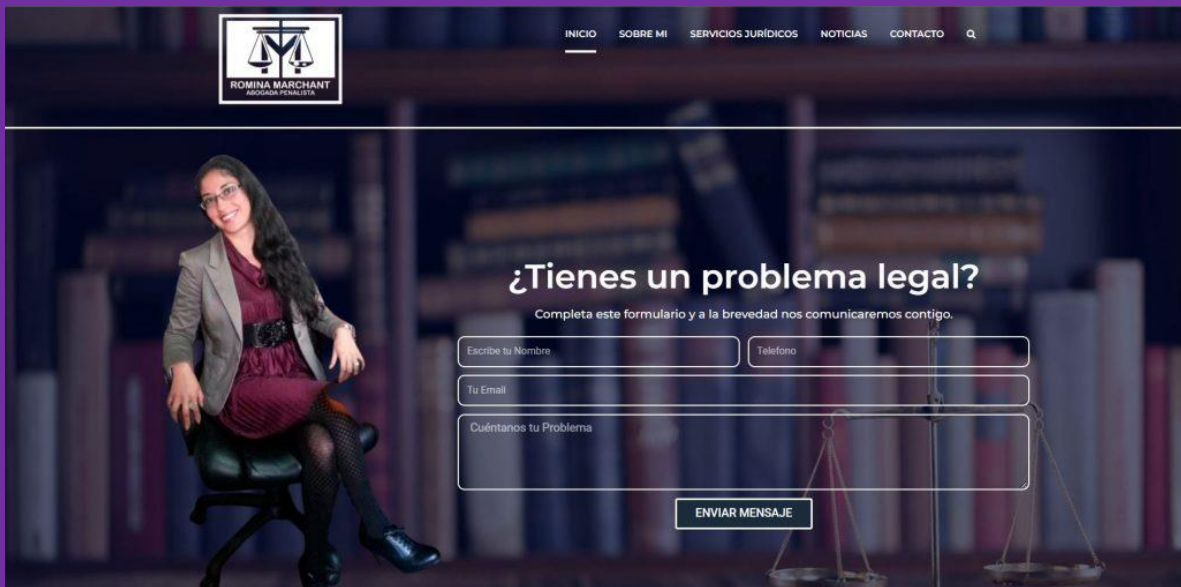 ROMINA MARCHANT
ABOGADA PENALISTA
INICIO SOBRE MI SERVICIOS JURÍDICOS NOTICIAS CONTACTO
¿Tienes un problema legal?
Completa este formulario y a la brevedad nos comunicaremos contigo.
Escribe tu Nombre Telefono
Tu Email
Cuéntanos tu Problema
ENVIAR MENSAJE